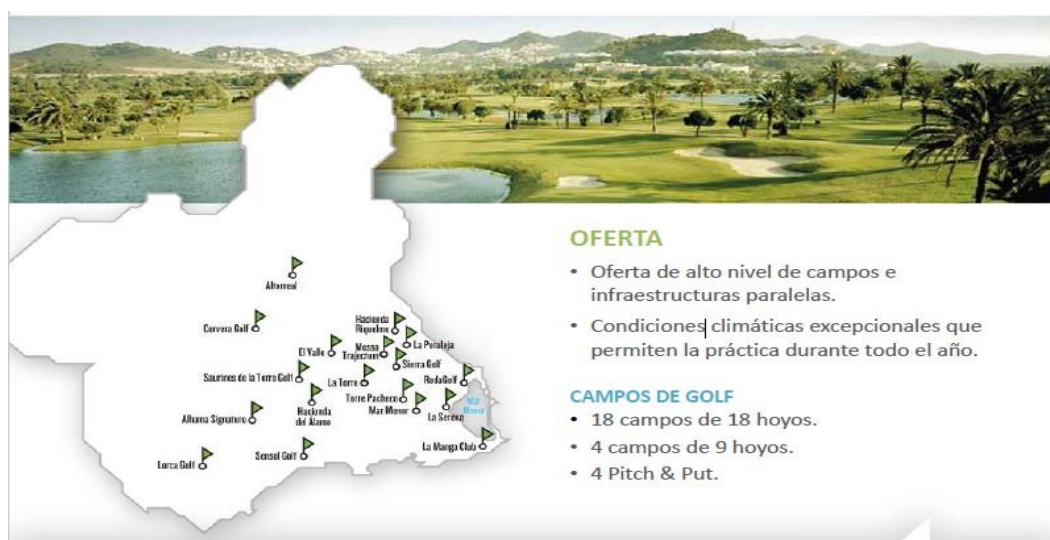 Altorreal
Corvera Golf
Hacienda
Riquelme
La Peraleja
El Valle
Mossa
Trajectum
Sierra Golf
Saurines de la Torre Golf
La Torre
RodaGolf
Hacienda
del Álamo
Torre Pacheco
Mar Menor
La Serena
Mar
Menor
Alhama Signature
La Manga Club
Sensol Golf
Lorca Golf
OFERTA
• Oferta de alto nivel de campos e
infraestructuras paralelas.
• Condiciones climáticas excepcionales que
permiten la práctica durante todo el año.
CAMPOS DE GOLF
• 18 campos de 18 hoyos.
• 4 campos de 9 hoyos.
• 4 Pitch & Put.